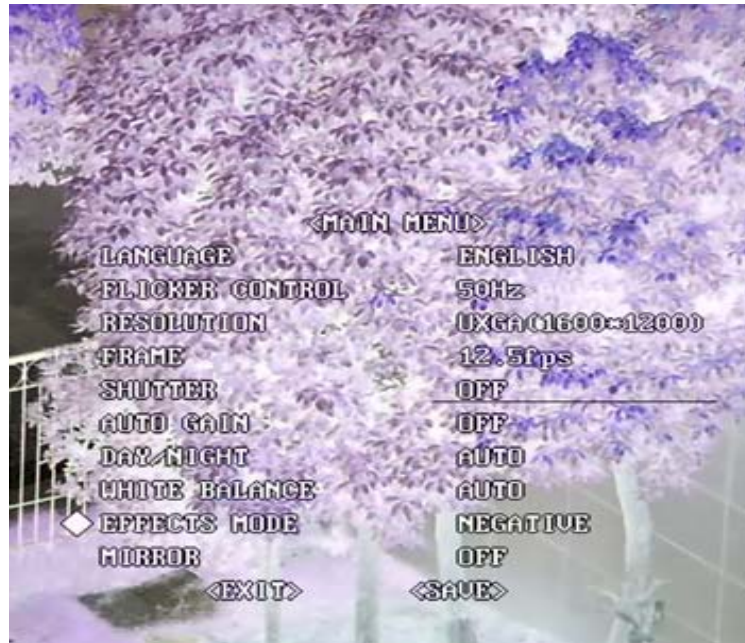 <MAIN MENU>
LANGUAGE ENGLISH
FLICKER CONTROL 50Hz
RESOLUTION UXGA(1600*1200)
FRAME 12.5fps
SHUTTER OFF
AUTO GAIN OFF
DAY/NIGHT AUTO
WHITE BALANCE AUTO
EFFECTS MODE NEGATIVE
MIRROR OFF
<EXIT> <SAVE>